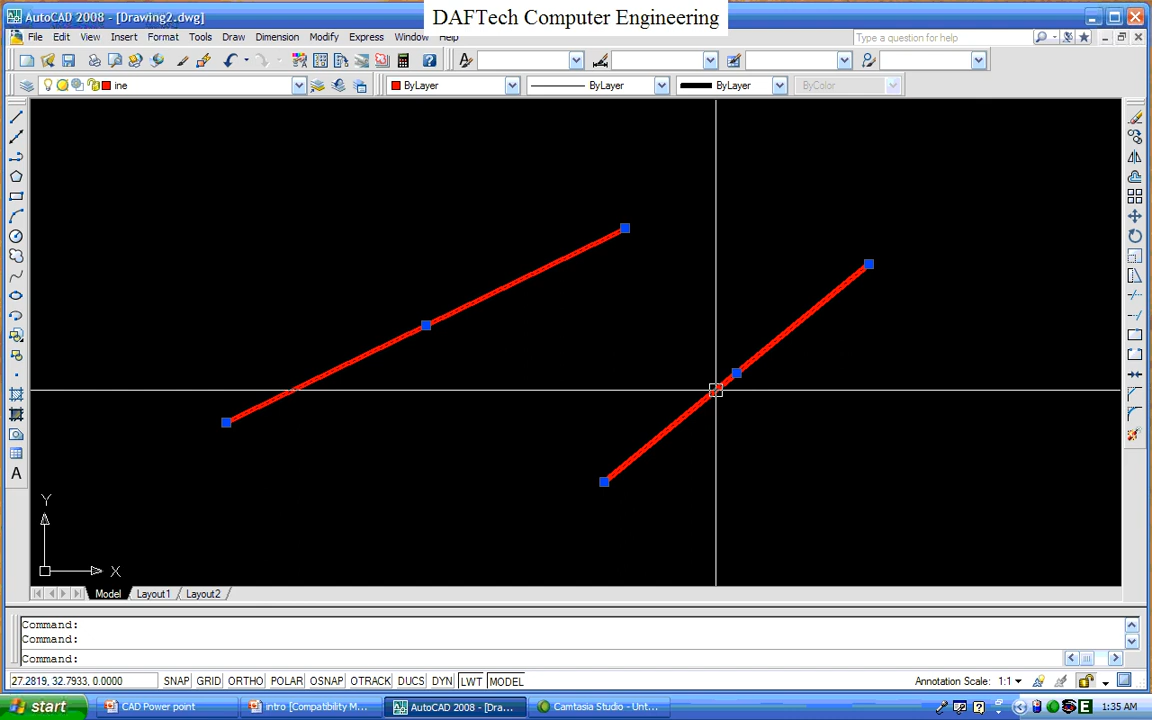 AutoCAD 2008 - [Drawing2.dwg]
DAFTech Computer Engineering
File Edit View Insert Format Tools Draw Dimension Modify Express Window Help
Type a question for help
ine
ByLayer
ByLayer
ByLayer
ByColor
A
Y
X
Model Layout1 Layout2
Command:
Command:
Command:
27.2819, 32.7933, 0.0000 SNAP GRID ORTHO POLAR OSNAP OTRACK DUCS DYN LWT MODEL
Annotation Scale: 1:1
start CAD Power point intro [Compatibility M... AutoCAD 2008 - [Dra... Camtasia Studio - Unt... E 1:35 AM